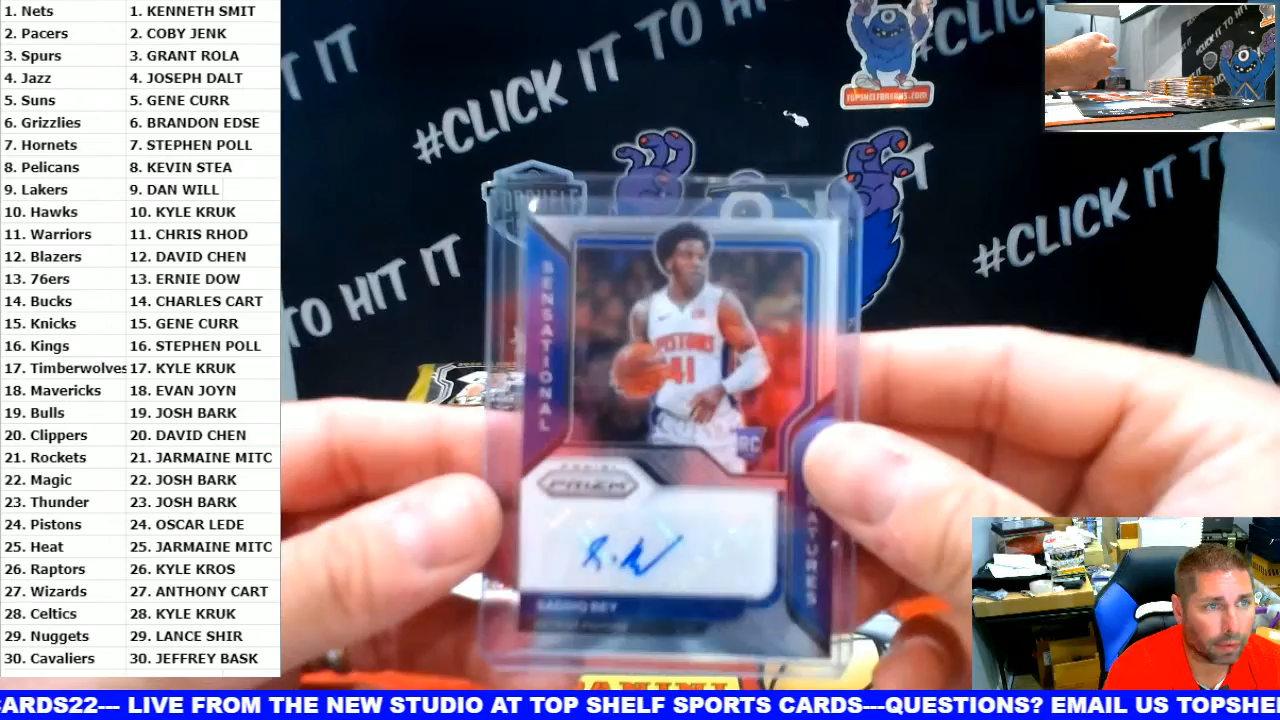 1. Nets 1. KENNETH SMIT
2. Pacers 2. COBY JENK
3. Spurs 3. GRANT ROLA
4. Jazz 4. JOSEPH DALT
5. Suns 5. GENE CURR
6. Grizzlies 6. BRANDON EDSE
7. Hornets 7. STEPHEN POLL
8. Pelicans 8. KEVIN STEA
9. Lakers 9. DAN WILL
10. Hawks 10. KYLE KRUK
11. Warriors 11. CHRIS RHOD
12. Blazers 12. DAVID CHEN
13. 76ers 13. ERNIE DOW
14. Bucks 14. CHARLES CART
15. Knicks 15. GENE CURR
16. Kings 16. STEPHEN POLL
17. Timberwolves 17. KYLE KRUK
18. Mavericks 18. EVAN JOYN
19. Bulls 19. JOSH BARK
20. Clippers 20. DAVID CHEN
21. Rockets 21. JARMAINE MITC
22. Magic 22. JOSH BARK
23. Thunder 23. JOSH BARK
24. Pistons 24. OSCAR LEDE
25. Heat 25. JARMAINE MITC
26. Raptors 26. KYLE KROS
27. Wizards 27. ANTHONY CART
28. Celtics 28. KYLE KRUK
29. Nuggets 29. LANCE SHIR
30. Cavaliers 30. JEFFREY BASK
#CLICK IT TO HIT IT
TOPSHELFBREAKS.COM
#CLICK IT T
TO HIT IT
SENSATIONAL
PISTONS
41
RC
PANINI
PRIZM
SADDIQ BEY
PANINI
CARDS22--- LIVE FROM THE NEW STUDIO AT TOP SHELF SPORTS CARDS---QUESTIONS? EMAIL US TOPSHEL